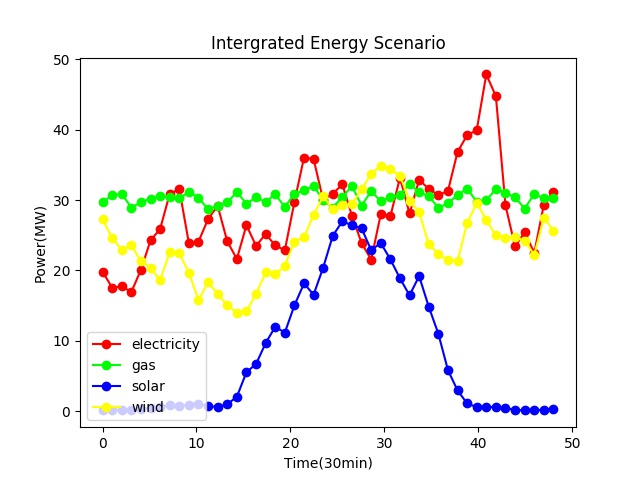 Intergrated Energy Scenario
Power(MW)
50
40
30
20
10
0
electricity
gas
solar
wind
0 10 20 30 40 50
Time(30min)